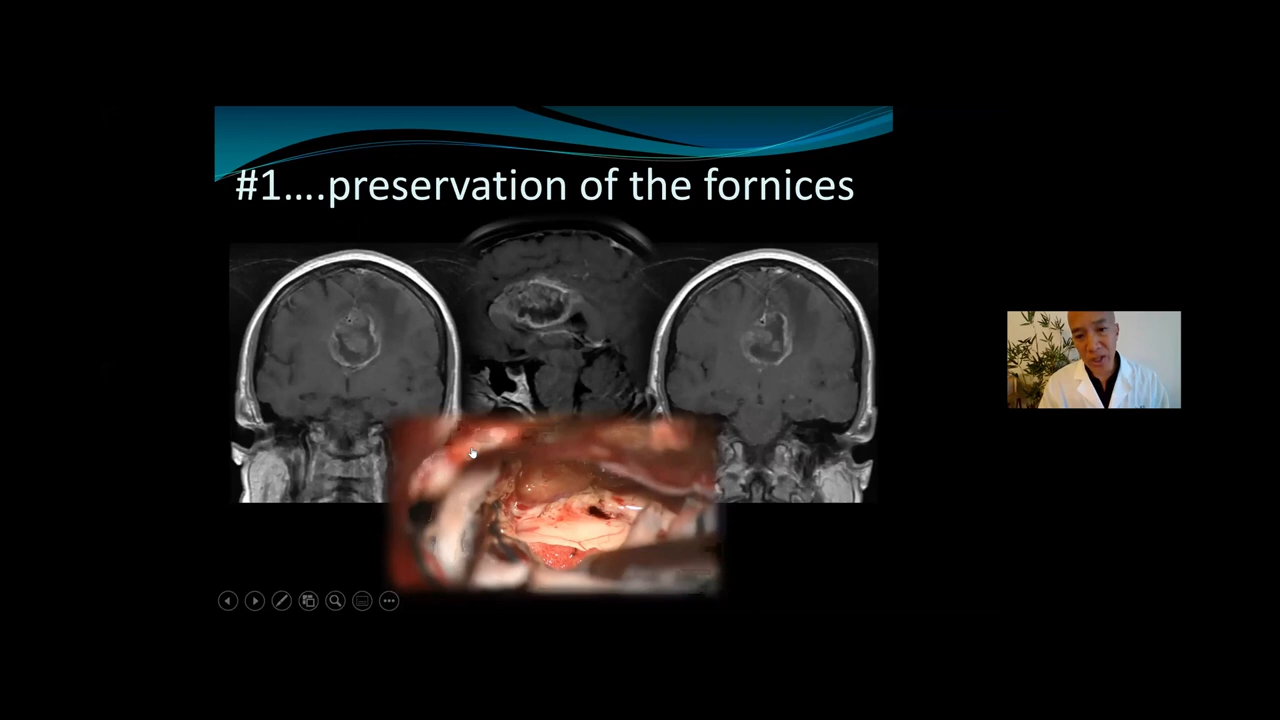 #1....preservation of the fornices